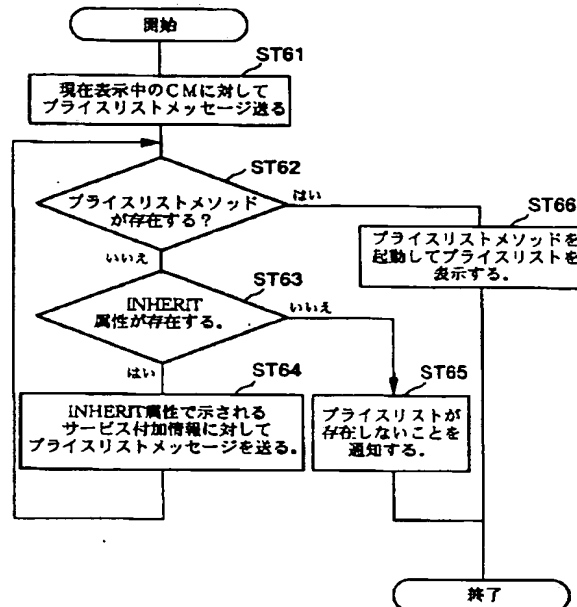 開始
ST61
現在表示中のCMに対して
プライスリストメッセージ送る
ST62
プライスリストメソッド
が存在する?
はい
いいえ
ST66
プライスリストメソッドを
起動してプライスリストを
表示する。
ST63
INHERIT
属性が存在する。
いいえ
はい
ST64
INHERIT属性で示される
サービス付加情報に対して
プライスリストメッセージを送る。
ST65
プライスリストが
存在しないことを
通知する。
終了